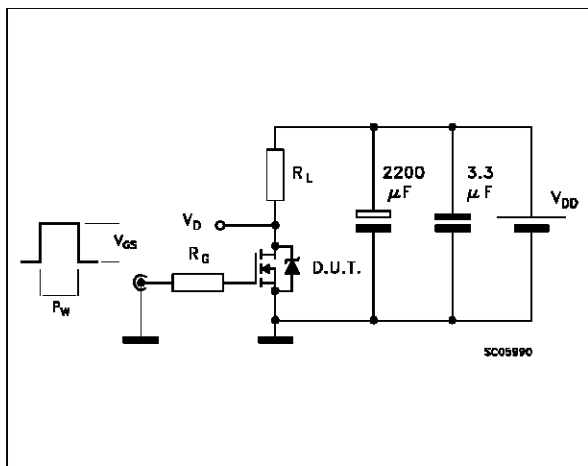 R_L
2200
μF
3.3
μF
V_DD
V_D
V_GS
R_G
D.U.T.
P_W
SC05990